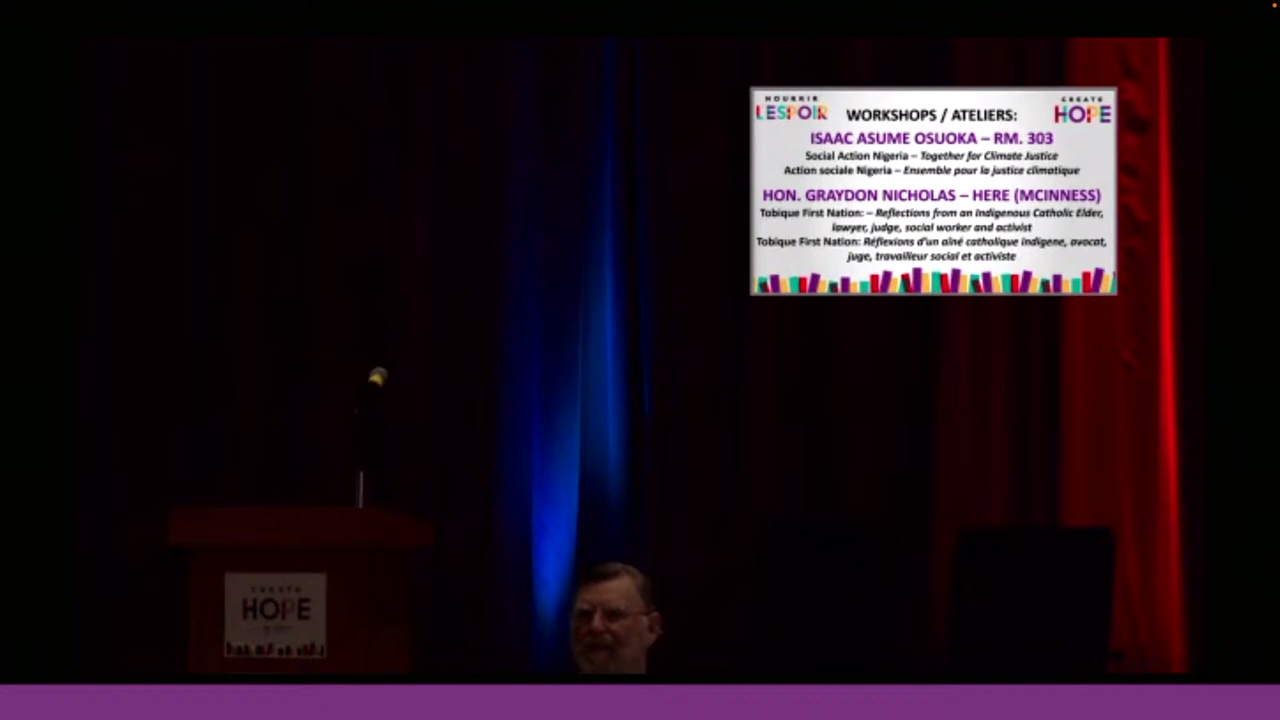 NOURRIR
L'ESPOIR
CREATE
HOPE
WORKSHOPS / ATELIERS:
ISAAC ASUME OSUOKA – RM. 303
Social Action Nigeria – Together for Climate Justice
Action sociale Nigeria – Ensemble pour la justice climatique
HON. GRAYDON NICHOLAS – HERE (MCINNESS)
Tobique First Nation: – Reflections from an Indigenous Catholic Elder,
lawyer, judge, social worker and activist
Tobique First Nation: Réflexions d'un aîné catholique indigene, avocat,
juge, travailleur social et activiste
CREATE
HOPE